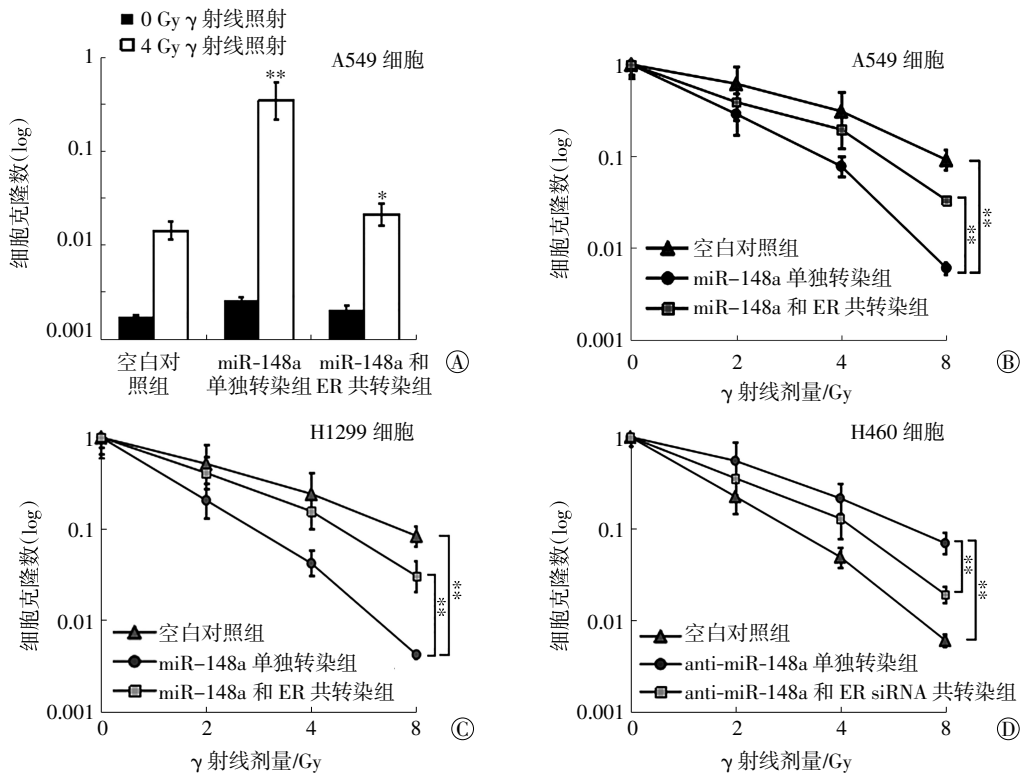 0 Gy γ 射线照射
4 Gy γ 射线照射
A549 细胞
细胞克隆数(log)
1
0.1
0.01
0.001
**
*
空白对照组
miR-148a 单独转染组
miR-148a 和 ER 共转染组
Ⓐ
A549 细胞
细胞克隆数(log)
1
0.1
0.01
0.001
**
**
空白对照组
miR-148a 单独转染组
miR-148a 和 ER 共转染组
0 2 4 8
γ 射线剂量/Gy
Ⓑ
H1299 细胞
细胞克隆数(log)
1
0.1
0.01
0.001
**
**
空白对照组
miR-148a 单独转染组
miR-148a 和 ER 共转染组
0 2 4 8
γ 射线剂量/Gy
Ⓒ
H460 细胞
细胞克隆数(log)
1
0.1
0.01
0.001
**
**
空白对照组
anti-miR-148a 单独转染组
anti-miR-148a 和 ER siRNA 共转染组
0 2 4 8
γ 射线剂量/Gy
Ⓓ